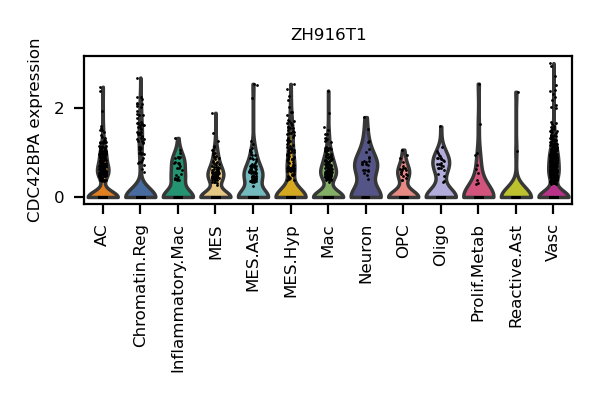 ZH916T1
CDC42BPA expression
2
0
AC
Chromatin.Reg
Inflammatory.Mac
MES
MES.Ast
MES.Hyp
Mac
Neuron
OPC
Oligo
Prolif.Metab
Reactive.Ast
Vasc